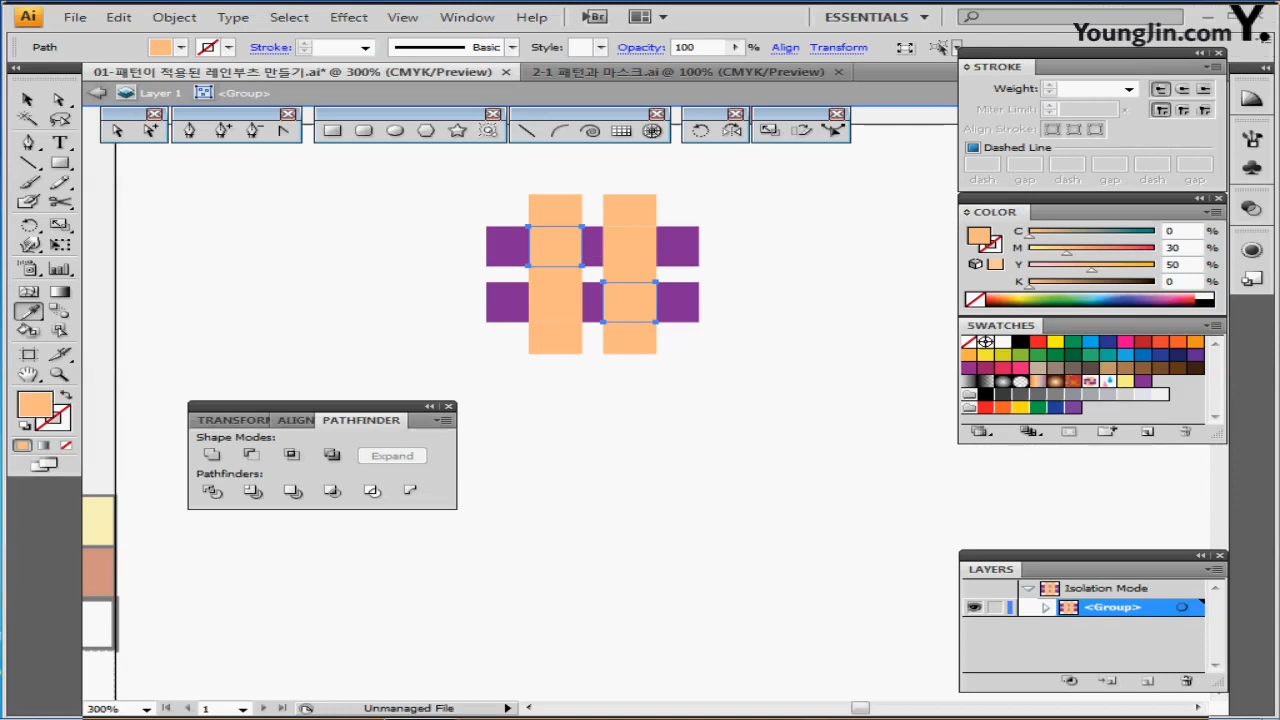 Ai File Edit Object Type Select Effect View Window Help Br ESSENTIALS
Y.
YoungJin.com
Path Stroke: Basic Style: Opacity: 100 % Align Transform
01-패턴이 적용된 레인부츠 만들기.ai* @ 300% (CMYK/Preview) × 2-1 패턴과 마스크.ai @ 100% (CMYK/Preview) ×
Layer 1 <Group>
STROKE
Weight:
Miter Limit: x
Align Stroke:
Dashed Line
dash gap dash gap dash gap
COLOR
C 0 %
M 30 %
Y 50 %
K 0 %
SWATCHES
TRANSFORM ALIGN PATHFINDER
Shape Modes:
Expand
Pathfinders:
LAYERS
Isolation Mode
<Group>
300% 1 Unmanaged File